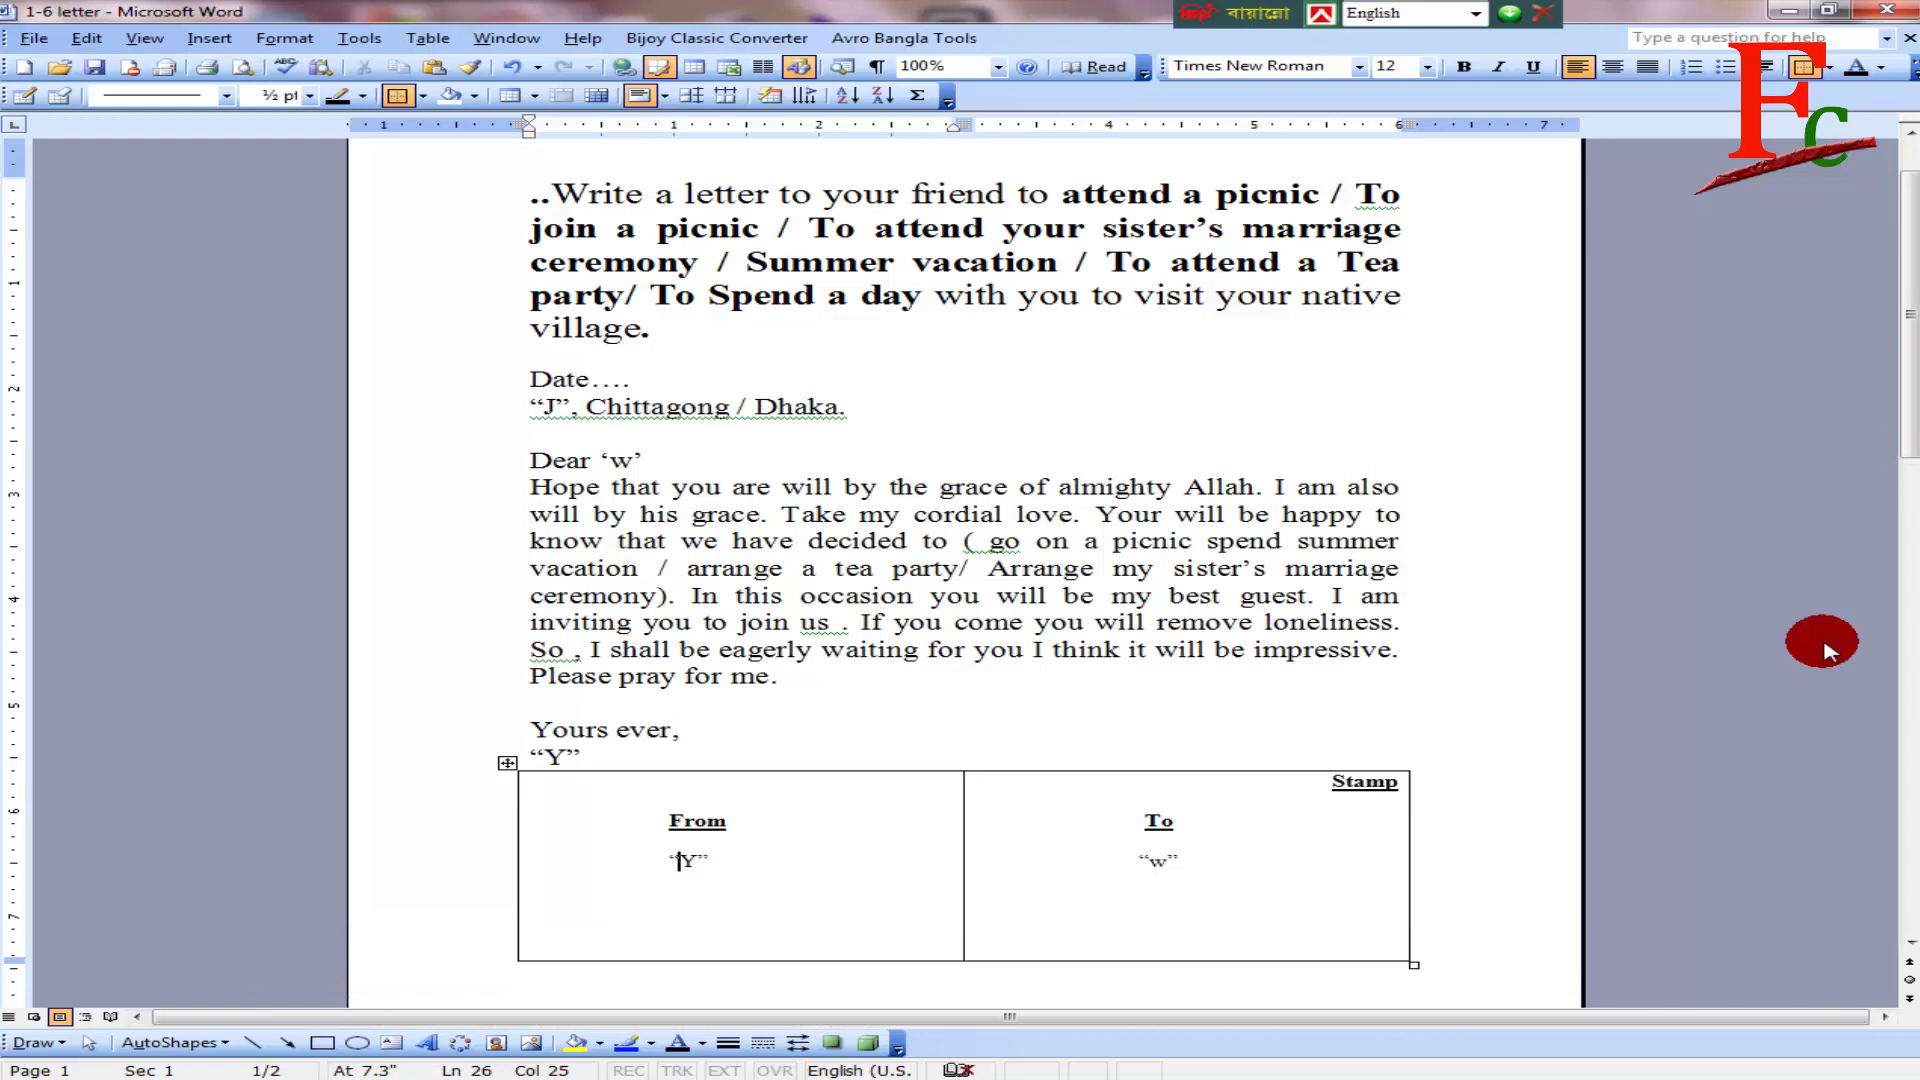 1-6 letter - Microsoft Word
বায়ান্নো
English
File Edit View Insert Format Tools Table Window Help Bijoy Classic Converter Avro Bangla Tools
Type a question for help
100%
Read
Times New Roman
12
½ pt
1 1 2 4 5 6 7
Fc
..Write a letter to your friend to attend a picnic / To
join a picnic / To attend your sister’s marriage
ceremony / Summer vacation / To attend a Tea
party/ To Spend a day with you to visit your native
village.
Date….
“J”, Chittagong / Dhaka.
Dear ‘w’
Hope that you are will by the grace of almighty Allah. I am also
will by his grace. Take my cordial love. Your will be happy to
know that we have decided to ( go on a picnic spend summer
vacation / arrange a tea party/ Arrange my sister’s marriage
ceremony). In this occasion you will be my best guest. I am
inviting you to join us . If you come you will remove loneliness.
So , I shall be eagerly waiting for you I think it will be impressive.
Please pray for me.
Yours ever,
“Y”
Stamp
From To
“Y” “w”
Draw AutoShapes
Page 1 Sec 1 1/2 At 7.3" Ln 26 Col 25 REC TRK EXT OVR English (U.S.